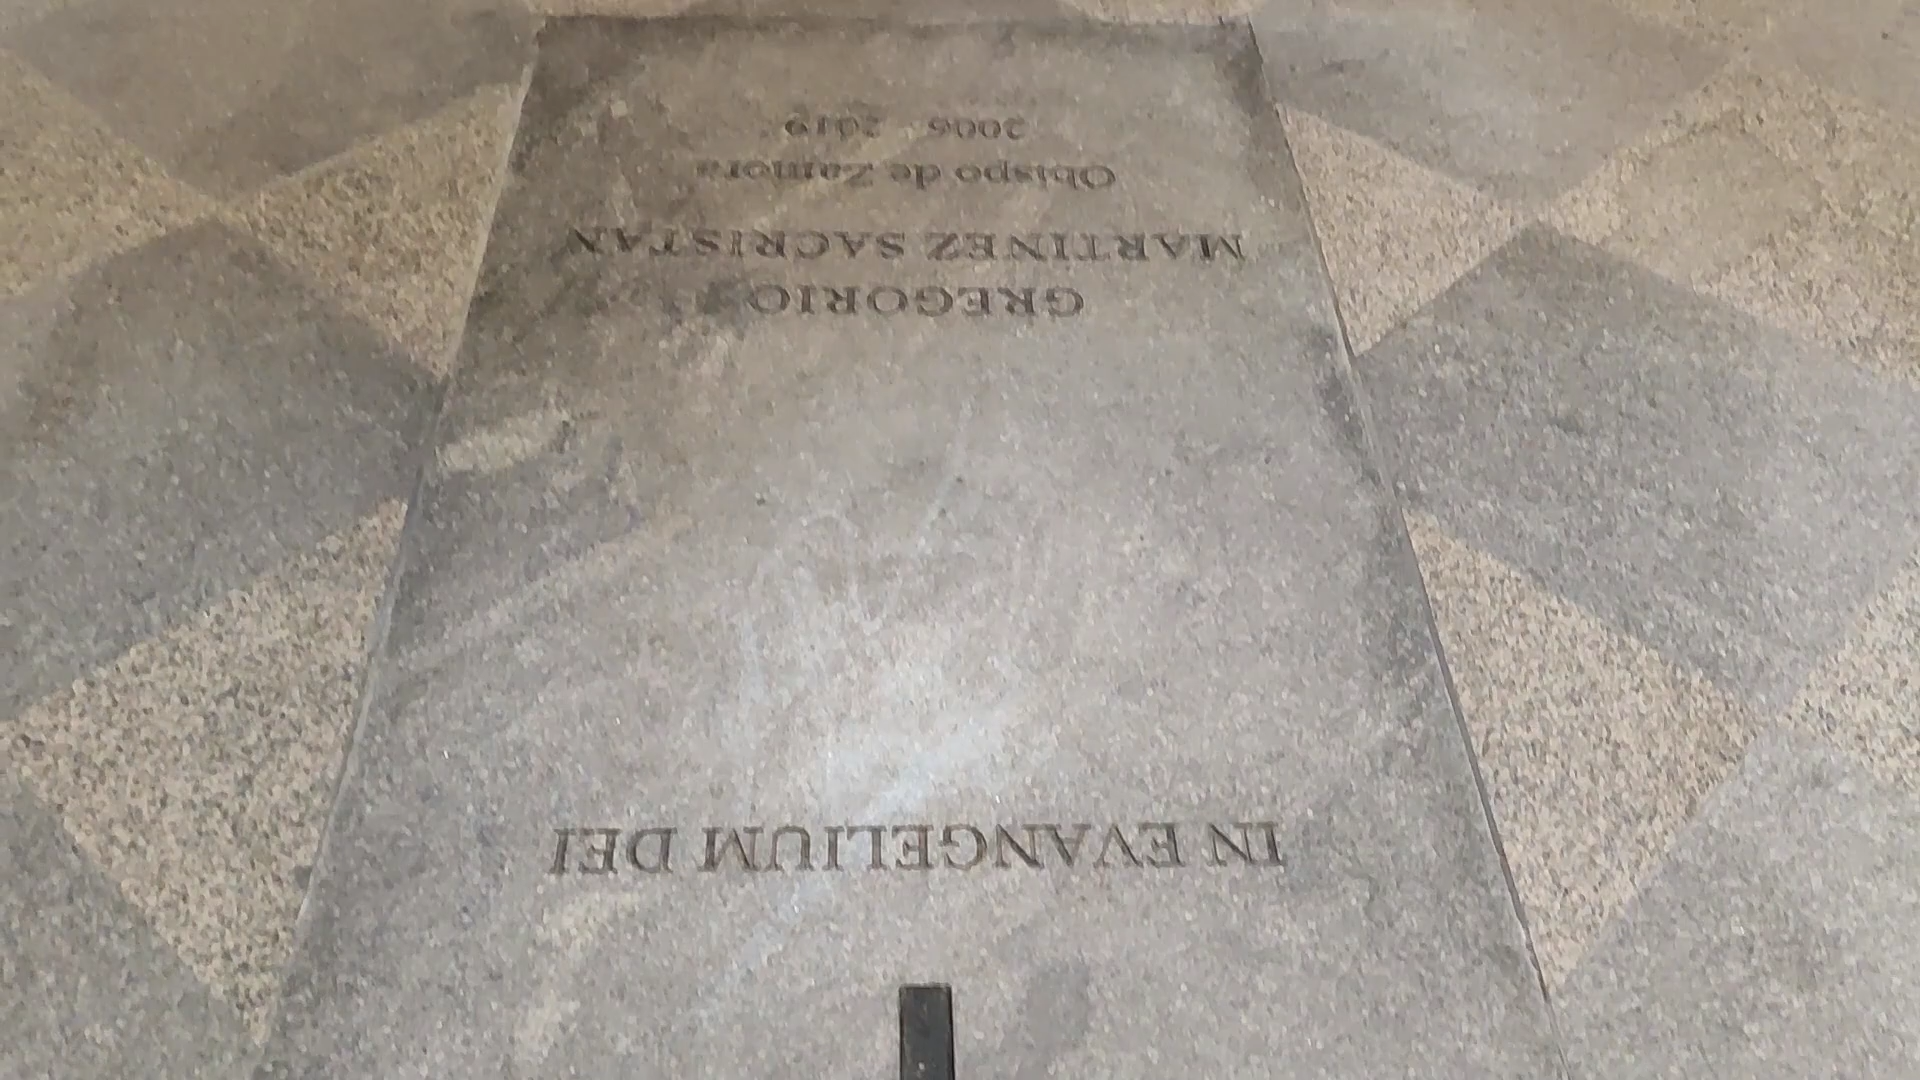 IN EVANGELIUM DEI
GREGORIO
MARTINEZ SACRISTAN
Obispo de Zamora
2006 2019